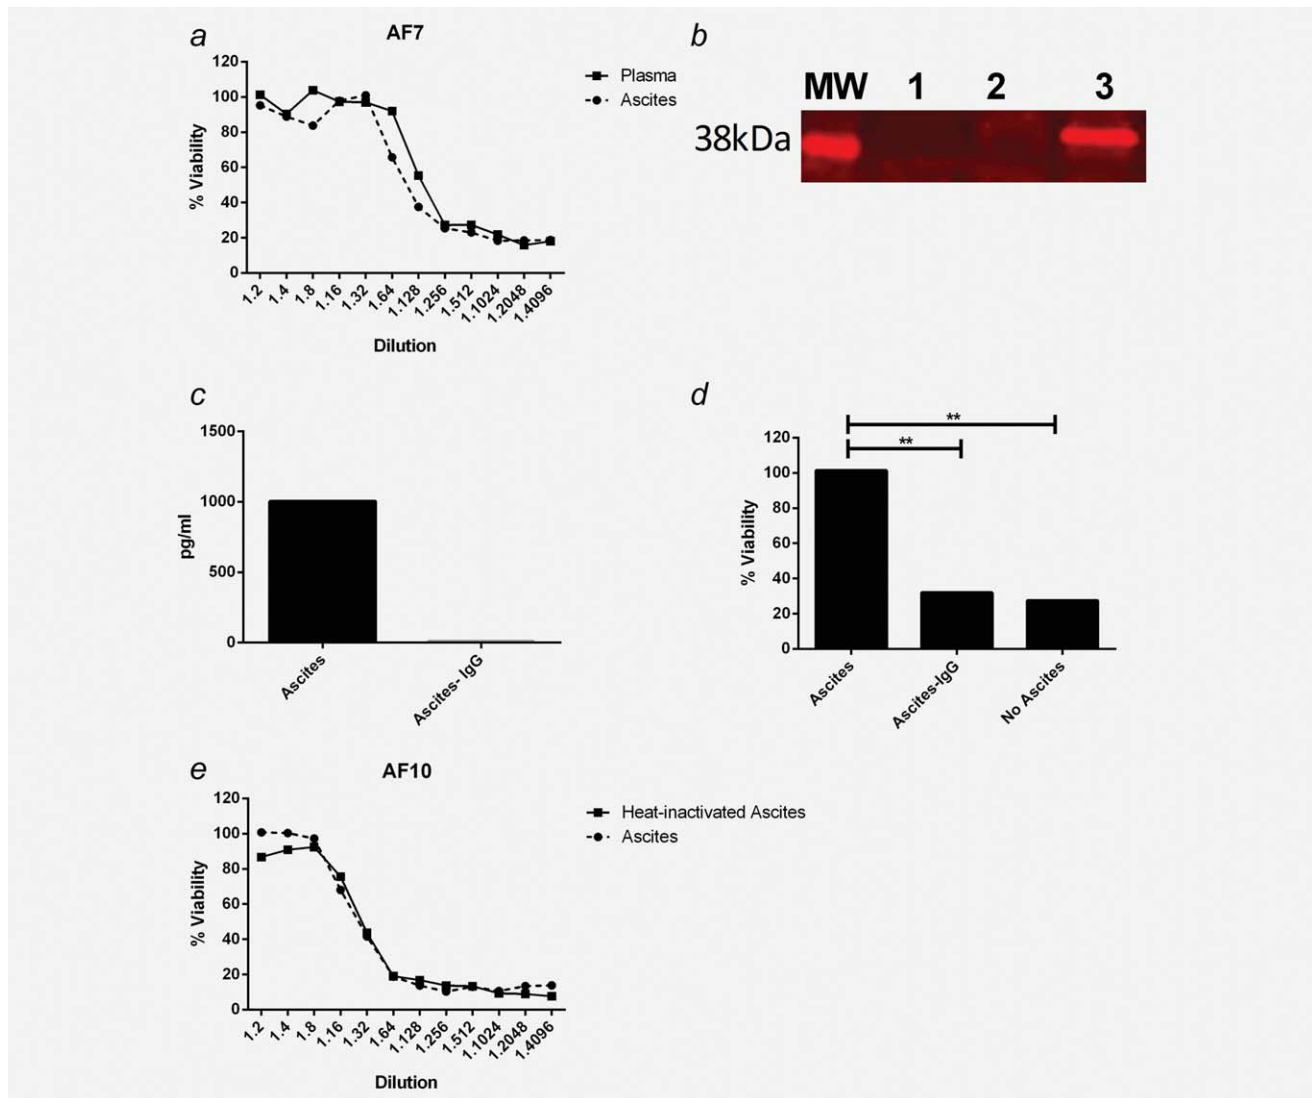 a
AF7
120
100
80
60
40
20
0
% Viability
1.2
1.4
1.8
1.16
1.32
1.64
1.128
1.256
1.512
1.1024
1.2048
1.4096
Dilution
Plasma
Ascites
b
MW 1 2 3
38kDa
c
1500
1000
500
0
pg/ml
Ascites
Ascites- IgG
d
**
**
120
100
80
60
40
20
0
% Viability
Ascites
Ascites-IgG
No Ascites
e
AF10
120
100
80
60
40
20
0
% Viability
1.2
1.4
1.8
1.16
1.32
1.64
1.128
1.256
1.512
1.1024
1.2048
1.4096
Dilution
Heat-inactivated Ascites
Ascites